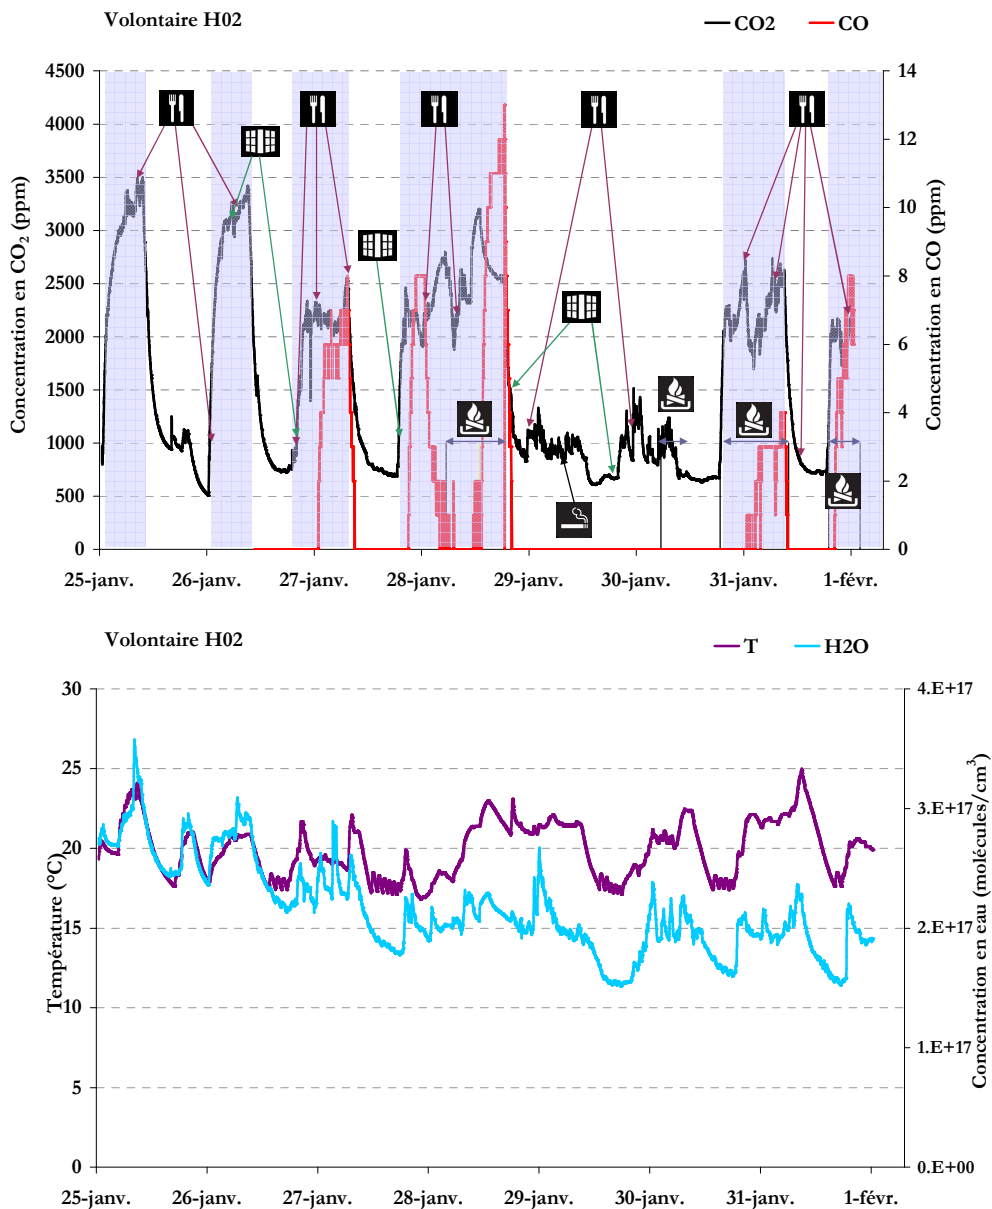 Volontaire H02
CO2 CO
4500 14
4000 12
3500
3000 10
2500 8
2000 6
1500 4
1000
500 2
0 0
Concentration en CO2 (ppm)
Concentration en CO (ppm)
25-janv. 26-janv. 27-janv. 28-janv. 29-janv. 30-janv. 31-janv. 1-févr.
Volontaire H02
T H2O
30 4.E+17
25
20 3.E+17
15 2.E+17
10
5 1.E+17
0 0.E+00
Température (°C)
Concentration en eau (molécules/cm3)
25-janv. 26-janv. 27-janv. 28-janv. 29-janv. 30-janv. 31-janv. 1-févr.